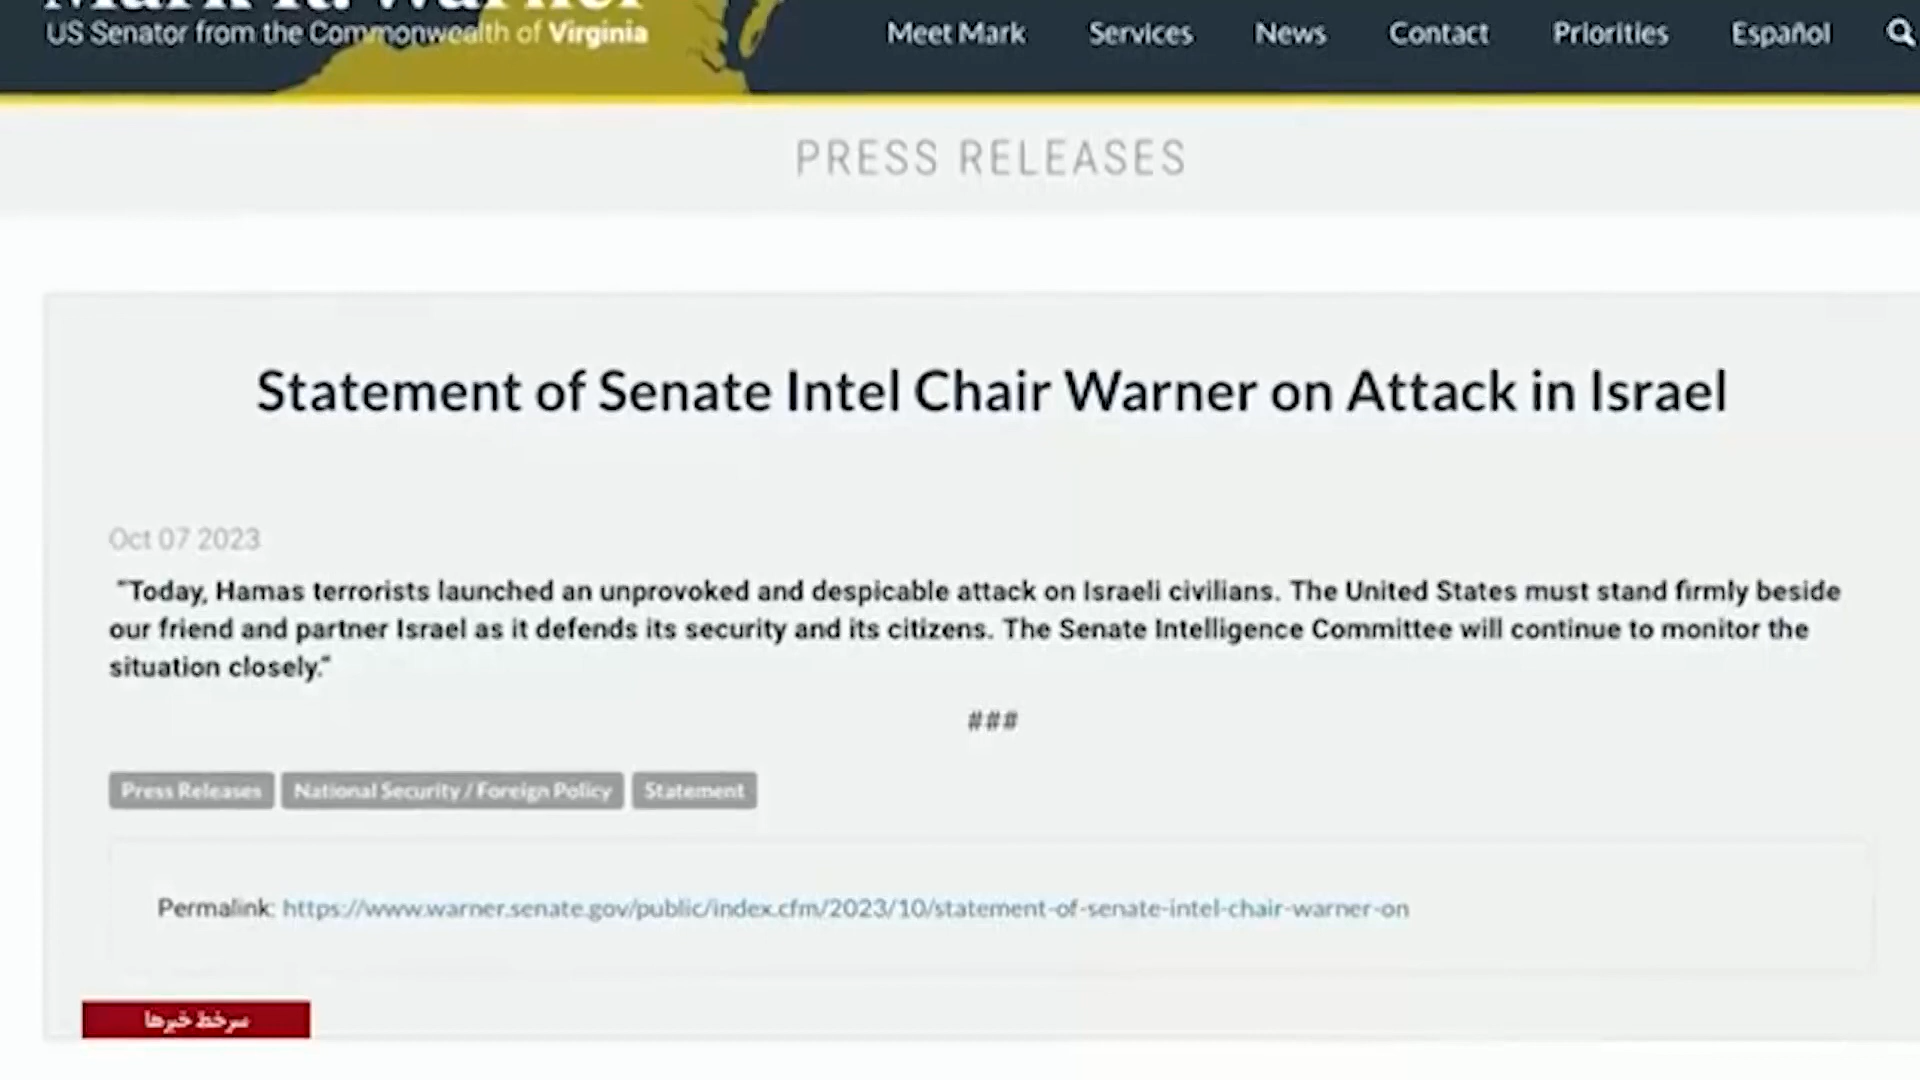 Mark R. Warner
US Senator from the Commonwealth of Virginia
Meet Mark Services News Contact Priorities Español
PRESS RELEASES
Statement of Senate Intel Chair Warner on Attack in Israel
Oct 07 2023
"Today, Hamas terrorists launched an unprovoked and despicable attack on Israeli civilians. The United States must stand firmly beside
our friend and partner Israel as it defends its security and its citizens. The Senate Intelligence Committee will continue to monitor the
situation closely."
###
Press Releases National Security / Foreign Policy Statement
Permalink: https://www.warner.senate.gov/public/index.cfm/2023/10/statement-of-senate-intel-chair-warner-on
سرخط خبرها